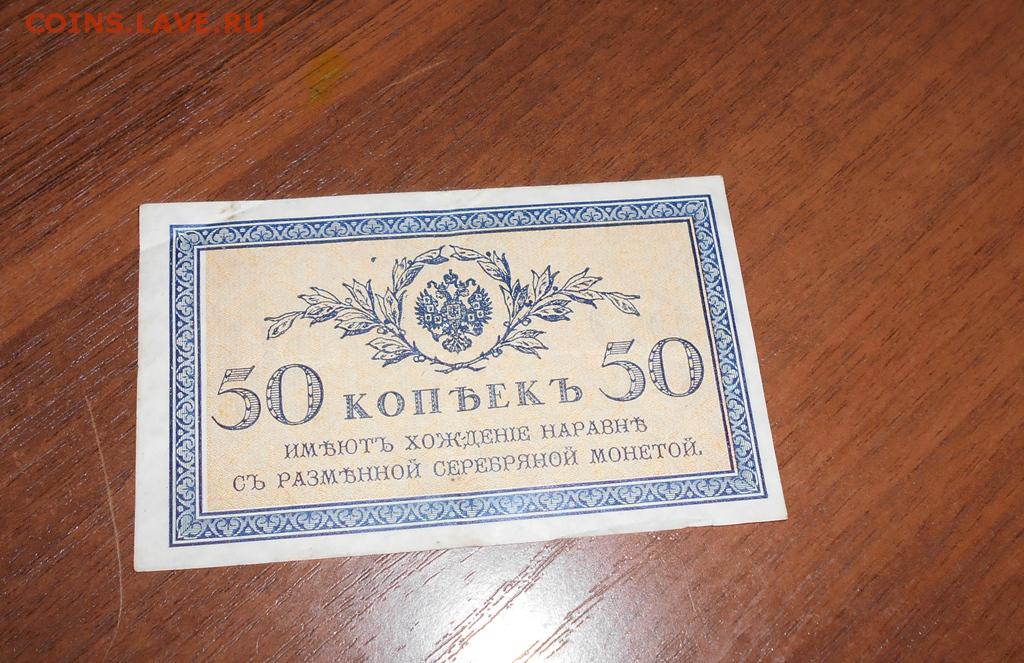 COINS.LAVE.RU
50 КОПѢЕКЪ 50
ИМѢЮТЪ ХОЖДЕНІЕ НАРАВНѢ
СЪ РАЗМѢННОЙ СЕРЕБРЯНОЙ МОНЕТОЙ.